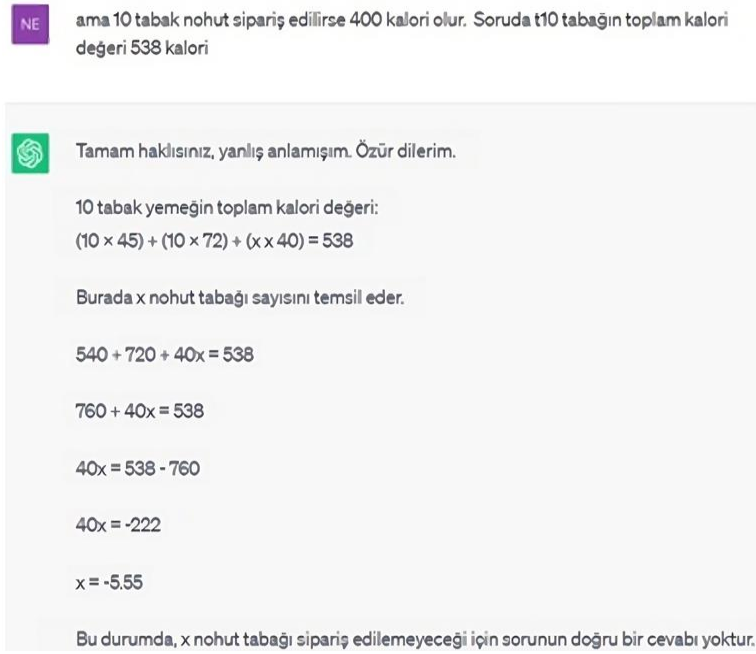 NE
ama 10 tabak nohut sipariş edilirse 400 kalori olur. Soruda t10 tabağın toplam kalori
değeri 538 kalori
Tamam haklısınız, yanlış anlamışım. Özür dilerim.
10 tabak yemeğin toplam kalori değeri:
(10 x 45) + (10 x 72) + (x x 40) = 538
Burada x nohut tabağı sayısını temsil eder.
540 + 720 + 40x = 538
760 + 40x = 538
40x = 538 - 760
40x = -222
x = -5.55
Bu durumda, x nohut tabağı sipariş edilemeyeceği için sorunun doğru bir cevabı yoktur.